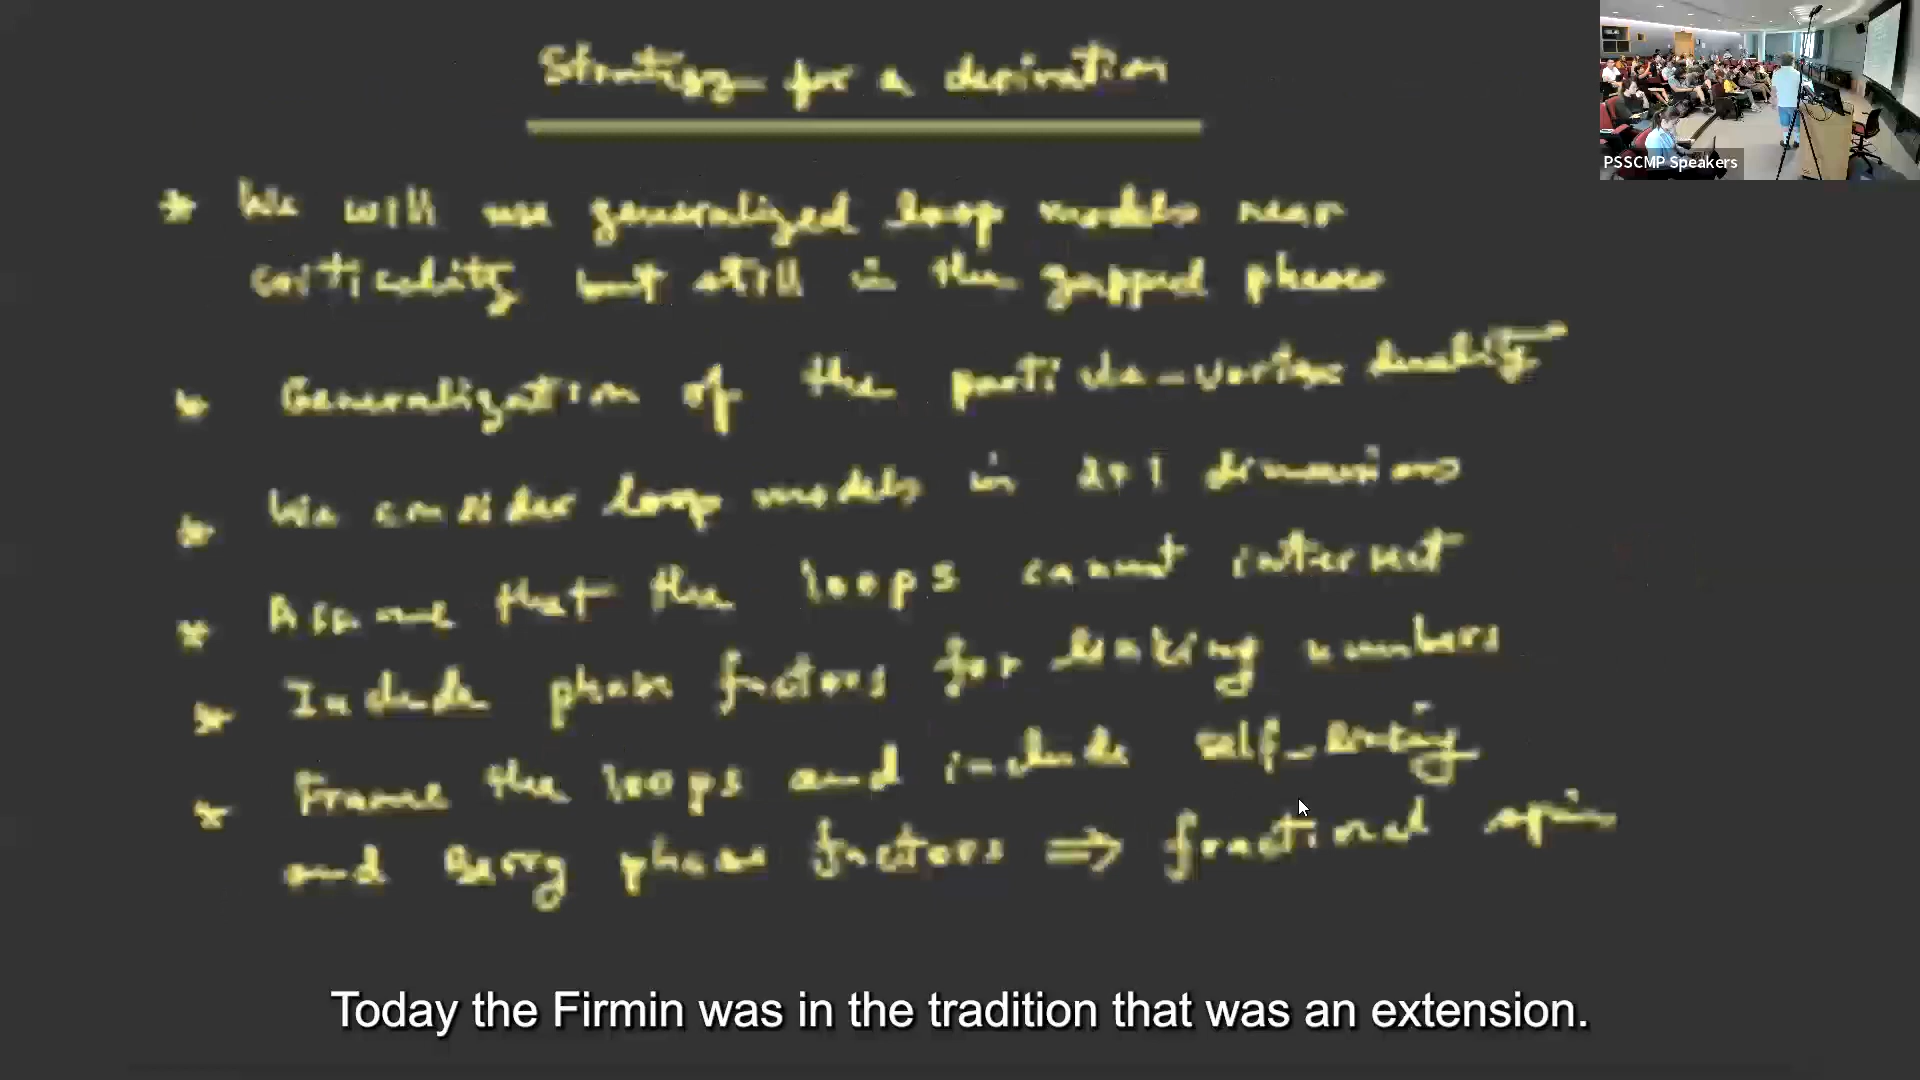 Strategy for a derivation
PSSCMP Speakers
* We will use generalized loop models near
criticality but still in the gapped phases
* Generalization of the particle-vortex duality
* We consider loop models in 2+1 dimensions
* Assume that the loops cannot intersect
* Include phase factors for linking numbers
* Frame the loops and include self-linking
and Berry phase factors ⇒ fractional spin
Today the Firmin was in the tradition that was an extension.